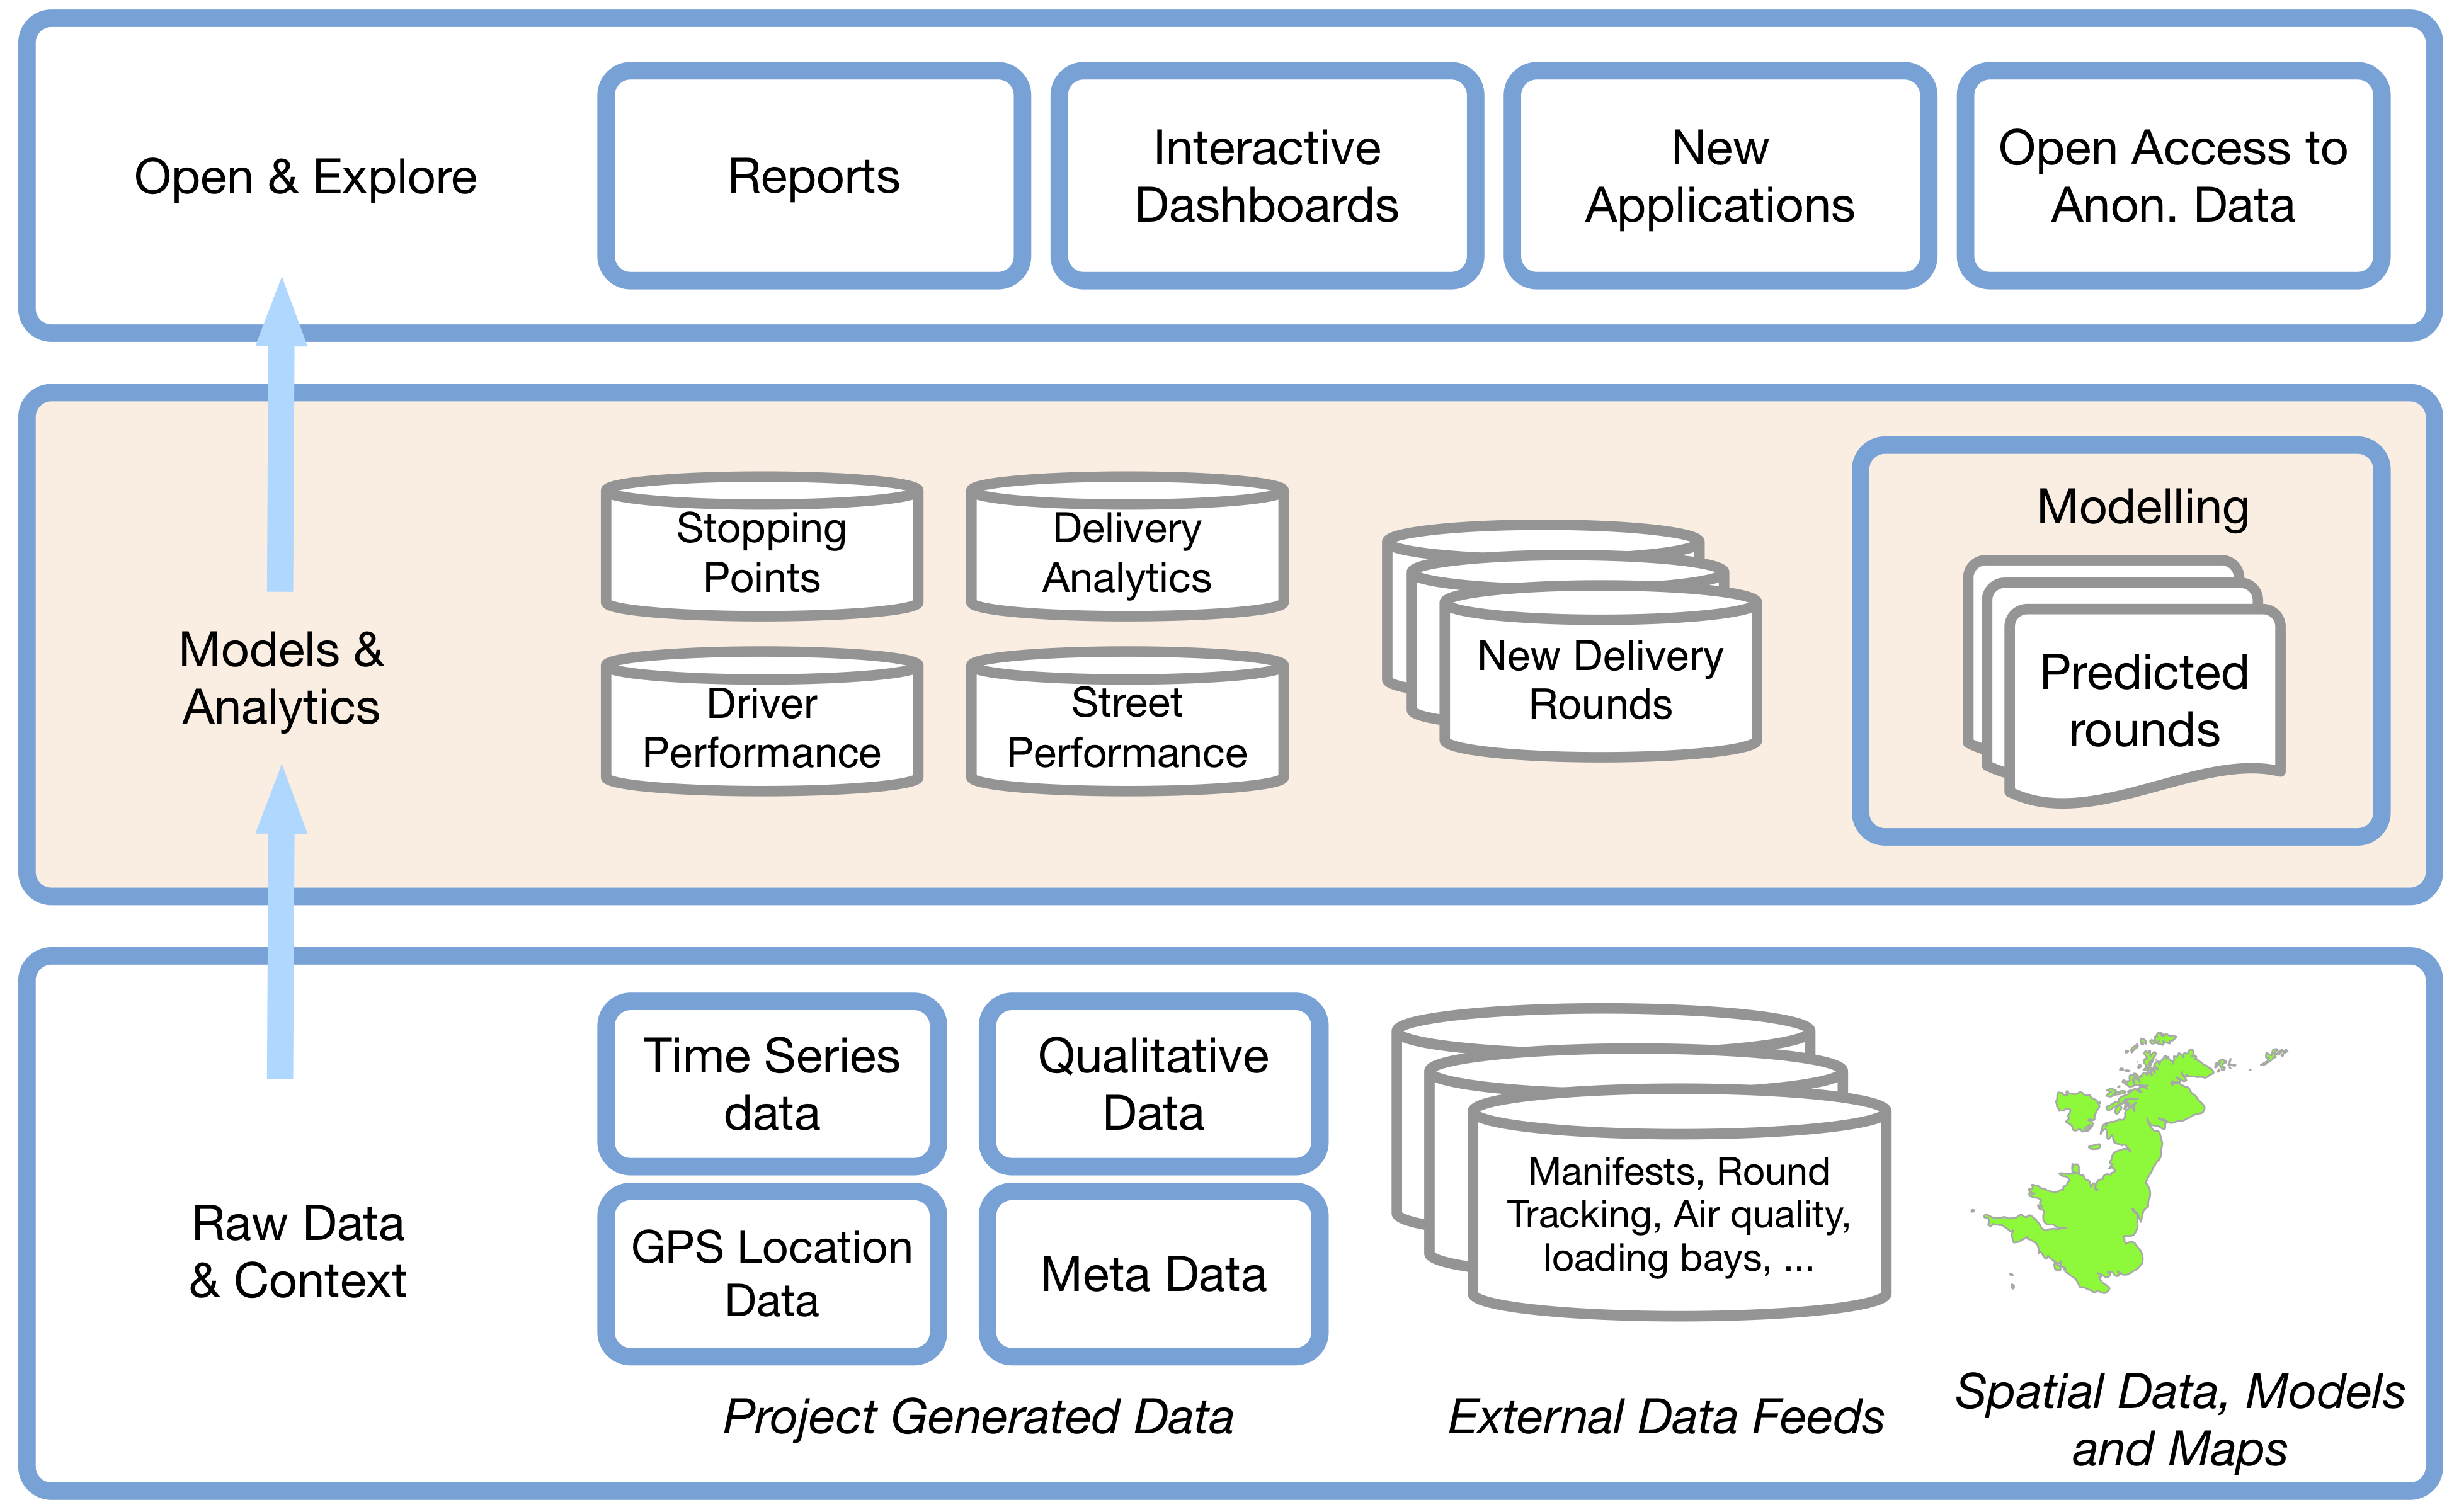 Open & Explore
Reports
Interactive
Dashboards
New
Applications
Open Access to
Anon. Data
Models &
Analytics
Stopping
Points
Delivery
Analytics
Driver
Performance
Street
Performance
New Delivery
Rounds
Modelling
Predicted
rounds
Raw Data
& Context
Time Series
data
Qualitative
Data
GPS Location
Data
Meta Data
Project Generated Data
Manifests, Round
Tracking, Air quality,
loading bays, ...
External Data Feeds
Spatial Data, Models
and Maps